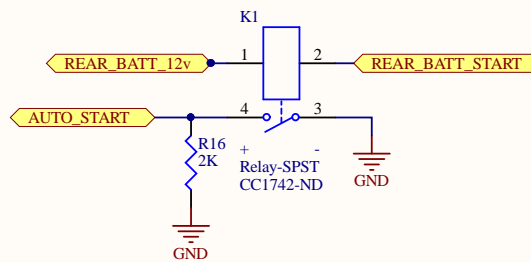 K1
REAR_BATT_12v
1
2
REAR_BATT_START
AUTO_START
4
3
R16
2K
+
-
Relay-SPST
CC1742-ND
GND
GND